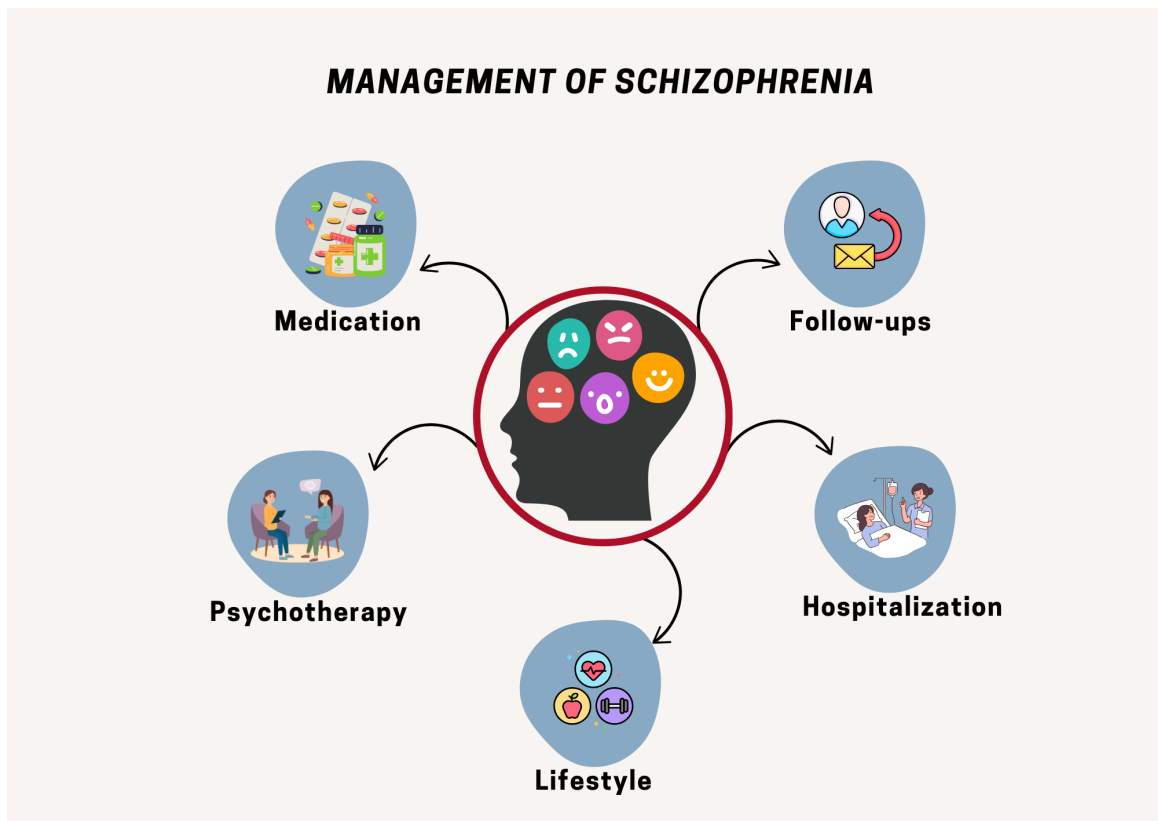 MANAGEMENT OF SCHIZOPHRENIA
Medication
Follow-ups
Psychotherapy
Hospitalization
Lifestyle